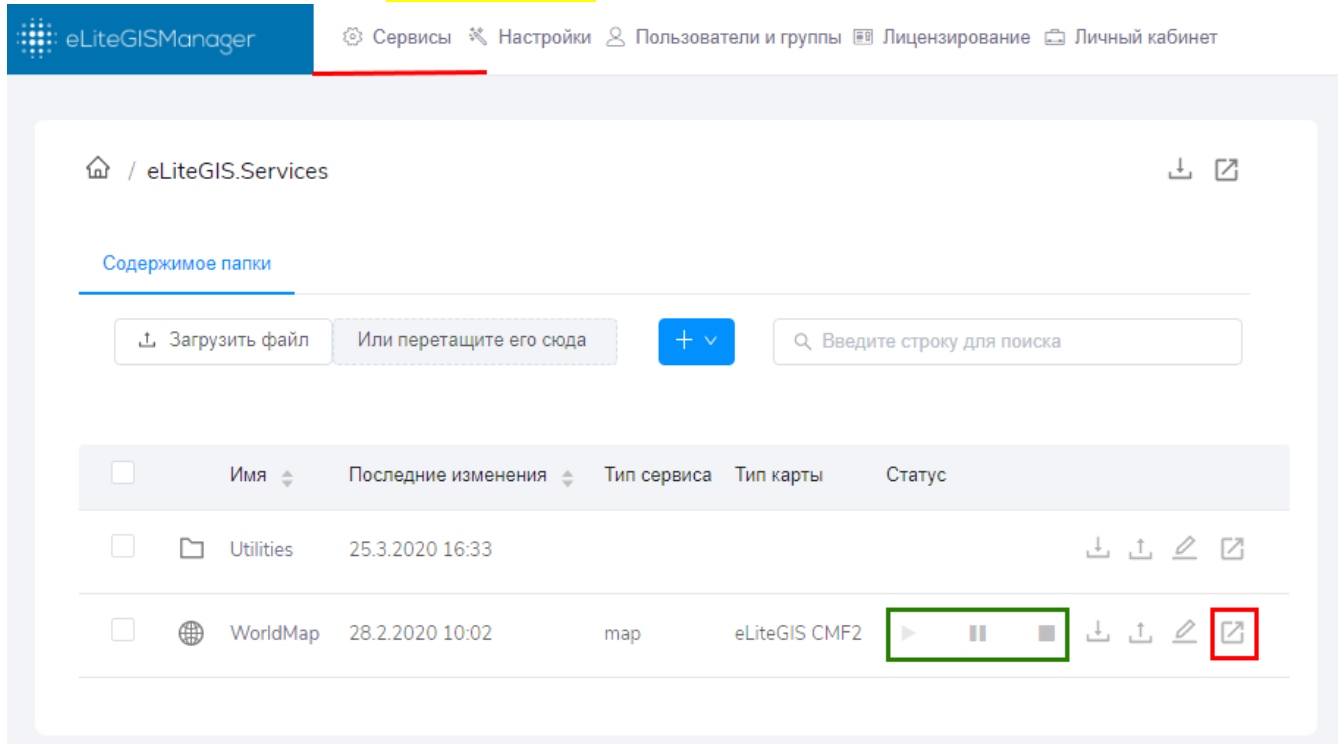 eLiteGISManager Сервисы Настройки Пользователи и группы Лицензирование Личный кабинет
/ eLiteGIS.Services
Содержимое папки
Загрузить файл Или перетащите его сюда + Введите строку для поиска
Имя Последние изменения Тип сервиса Тип карты Статус
Utilities 25.3.2020 16:33
WorldMap 28.2.2020 10:02 map eLiteGIS CMF2